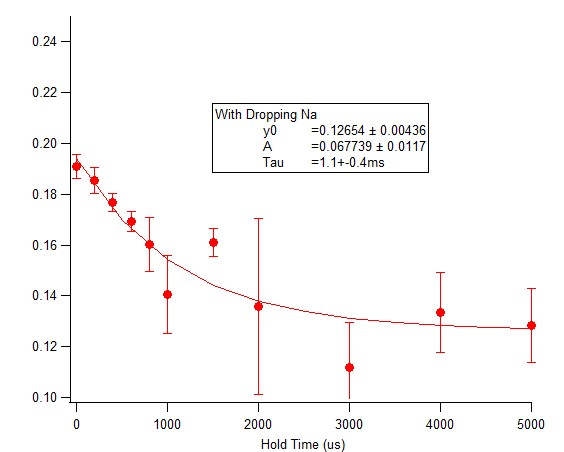 0.24
0.22
0.20
0.18
0.16
0.14
0.12
0.10
With Dropping Na
y0 =0.12654 ± 0.00436
A =0.067739 ± 0.0117
Tau =1.1+-0.4ms
0 1000 2000 3000 4000 5000
Hold Time (us)